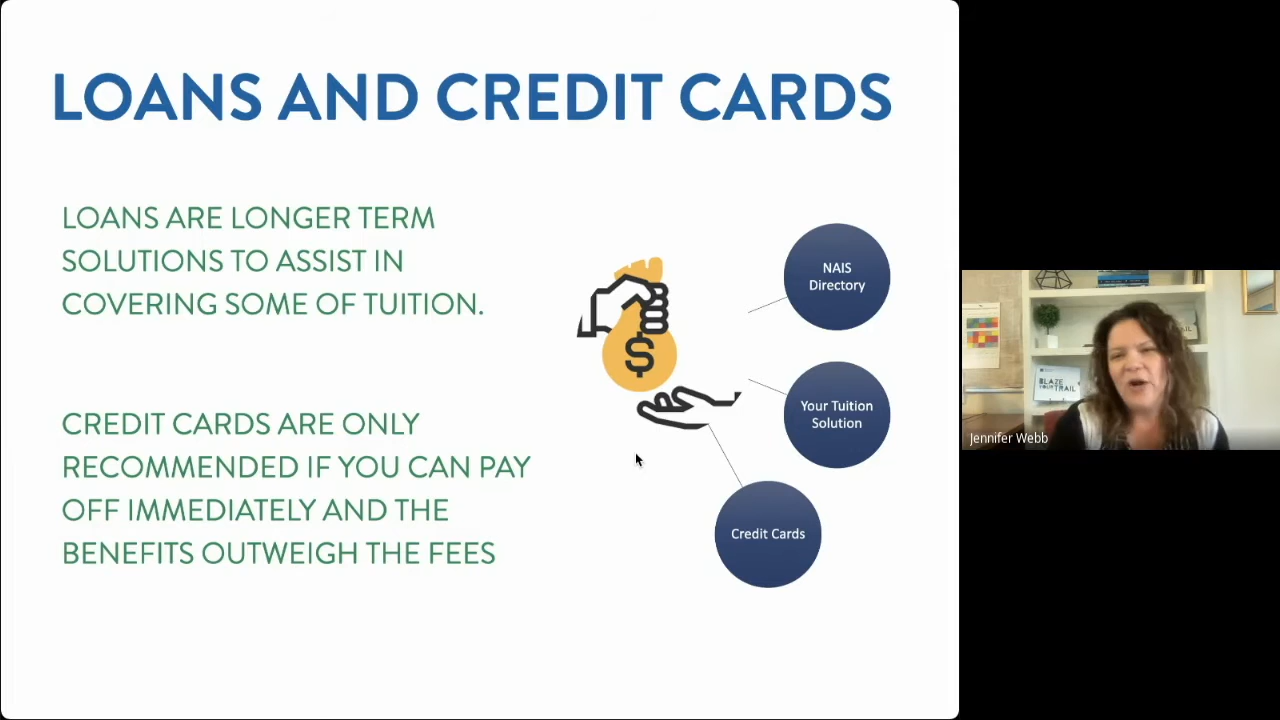 LOANS AND CREDIT CARDS
LOANS ARE LONGER TERM
SOLUTIONS TO ASSIST IN
COVERING SOME OF TUITION.
CREDIT CARDS ARE ONLY
RECOMMENDED IF YOU CAN PAY
OFF IMMEDIATELY AND THE
BENEFITS OUTWEIGH THE FEES
$
NAIS
Directory
Your Tuition
Solution
Credit Cards
BLAZE
YOUR TRAIL
Jennifer Webb